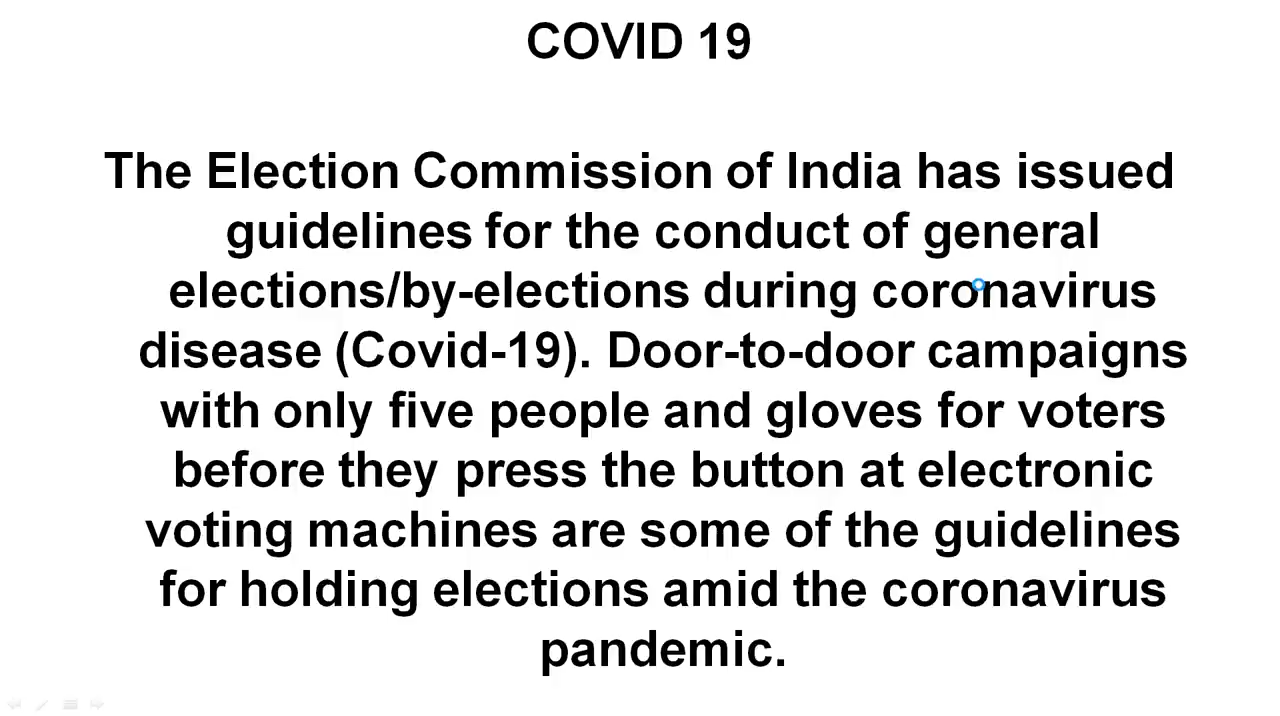 COVID 19
The Election Commission of India has issued
guidelines for the conduct of general
elections/by-elections during coronavirus
disease (Covid-19). Door-to-door campaigns
with only five people and gloves for voters
before they press the button at electronic
voting machines are some of the guidelines
for holding elections amid the coronavirus
pandemic.